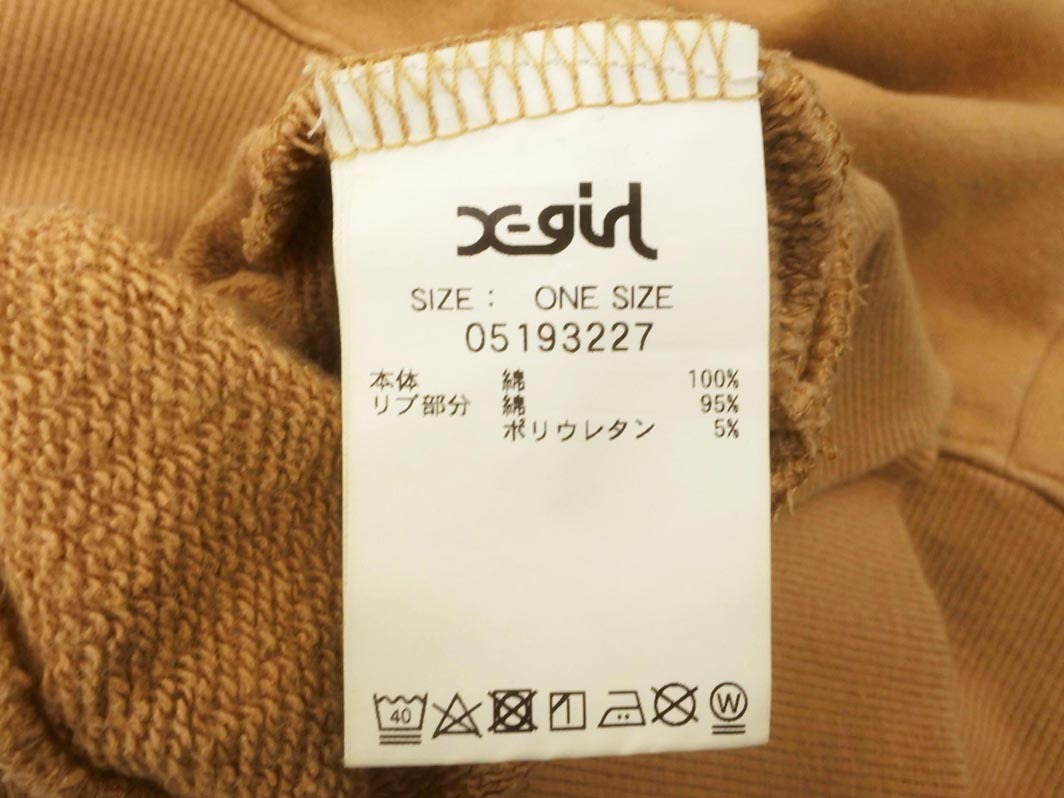 X-girl
SIZE : ONE SIZE
05193227
本体 綿 100%
リブ部分 綿 95%
ポリウレタン 5%
40 W